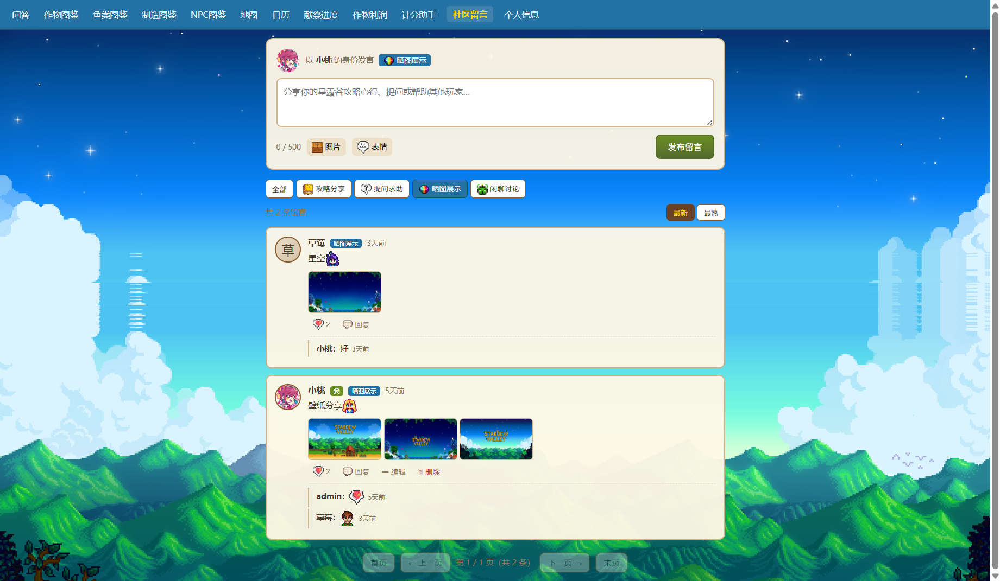 问答 作物图鉴 鱼类图鉴 制造图鉴 NPC图鉴 地图 日历 献祭进度 作物利润 计分助手 社区留言 个人信息
以 小桃 的身份发言 晒图展示
分享你的星露谷攻略心得、提问或帮助其他玩家...
0 / 500 图片 表情 发布留言
全部 攻略分享 提问求助 晒图展示 闲聊讨论
共 2 条留言 最新 最热
草 草莓 晒图展示 3天前
星空
2 回复
小桃：好 3天前
小桃 我 晒图展示 5天前
壁纸分享
STARDEW VALLEY STARDEW VALLEY STARDEW VALLEY
2 回复 编辑 删除
admin： 5天前
草莓： 3天前
首页 ← 上一页 第 1 / 1 页 (共 2 条) 下一页 → 末页